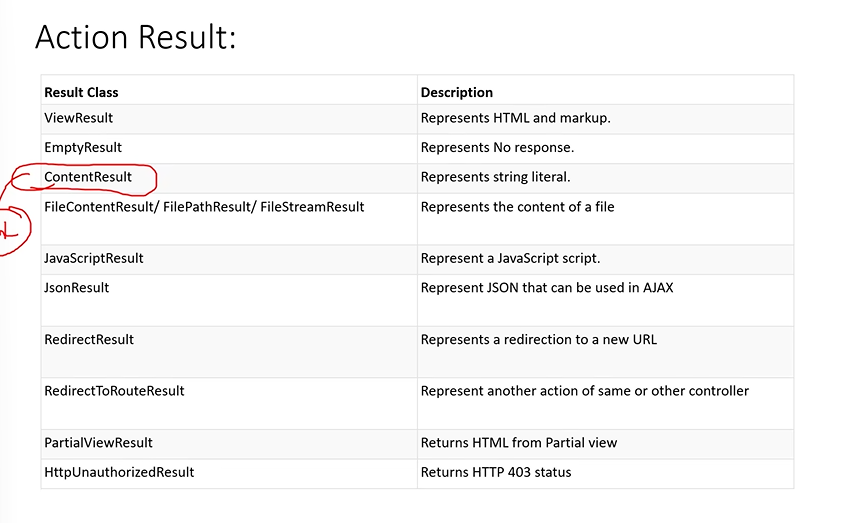 Action Result:
Result Class Description
ViewResult Represents HTML and markup.
EmptyResult Represents No response.
ContentResult Represents string literal.
FileContentResult/ FilePathResult/ FileStreamResult Represents the content of a file
JavaScriptResult Represent a JavaScript script.
JsonResult Represent JSON that can be used in AJAX
RedirectResult Represents a redirection to a new URL
RedirectToRouteResult Represent another action of same or other controller
PartialViewResult Returns HTML from Partial view
HttpUnauthorizedResult Returns HTTP 403 status